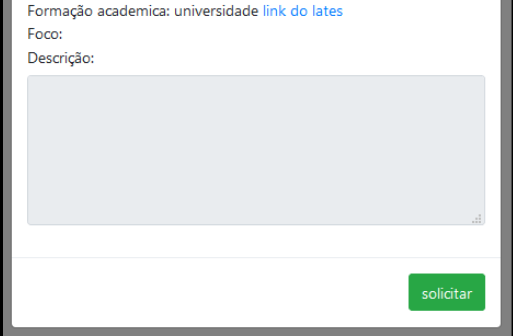 Formação academica: universidade link do lates
Foco:
Descrição:
solicitar